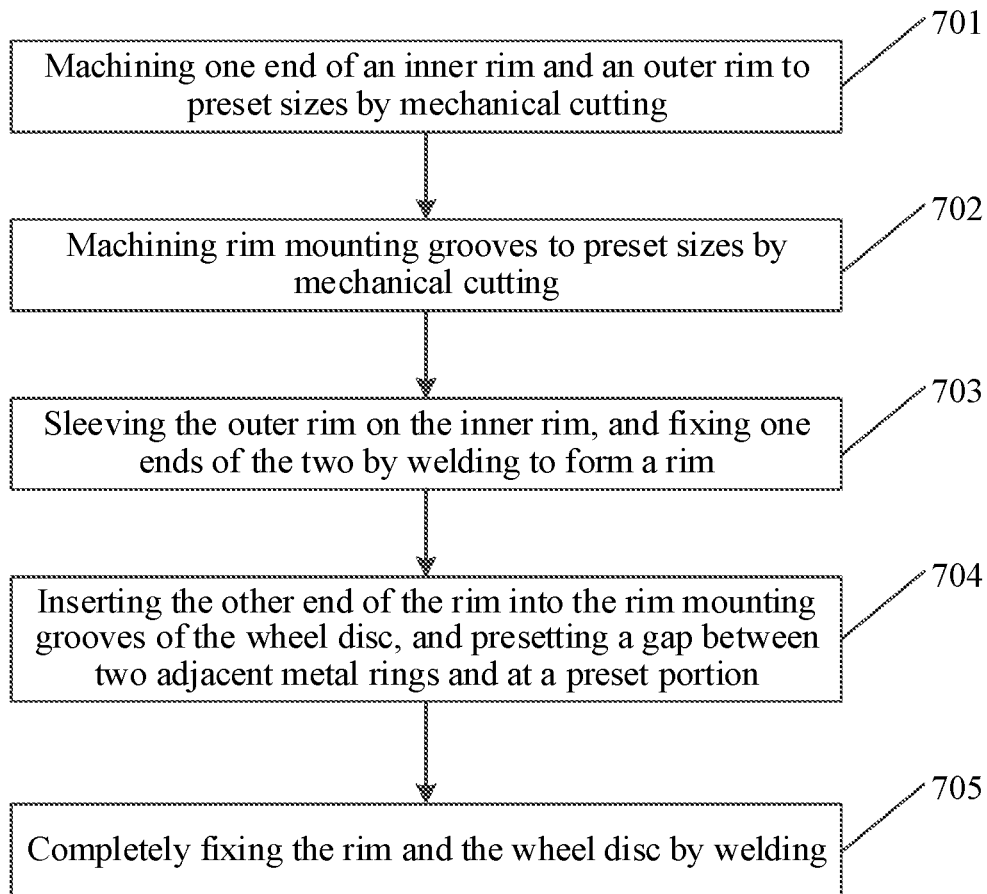 701
Machining one end of an inner rim and an outer rim to
preset sizes by mechanical cutting
702
Machining rim mounting grooves to preset sizes by
mechanical cutting
703
Sleeving the outer rim on the inner rim, and fixing one
ends of the two by welding to form a rim
704
Inserting the other end of the rim into the rim mounting
grooves of the wheel disc, and presetting a gap between
two adjacent metal rings and at a preset portion
705
Completely fixing the rim and the wheel disc by welding